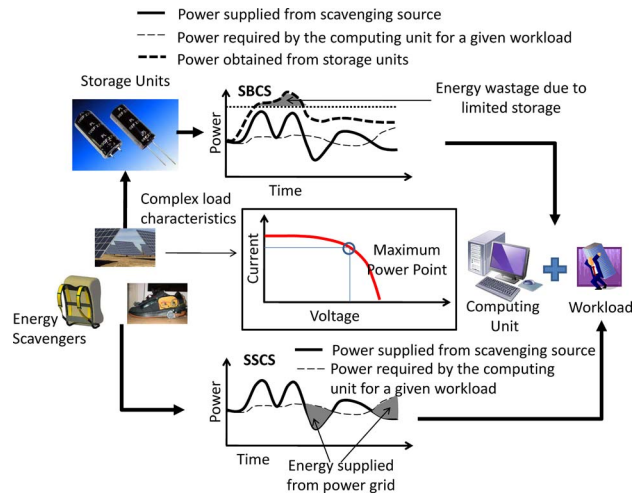 Power supplied from scavenging source
Power required by the computing unit for a given workload
Power obtained from storage units
Storage Units
SBCS
Energy wastage due to
limited storage
Power
Time
Complex load
characteristics
Current
Maximum
Power Point
Voltage
Computing
Unit
Workload
Energy
Scavengers
SSCS
Power supplied from scavenging source
Power required by the computing
unit for a given workload
Power
Time
Energy supplied
from power grid